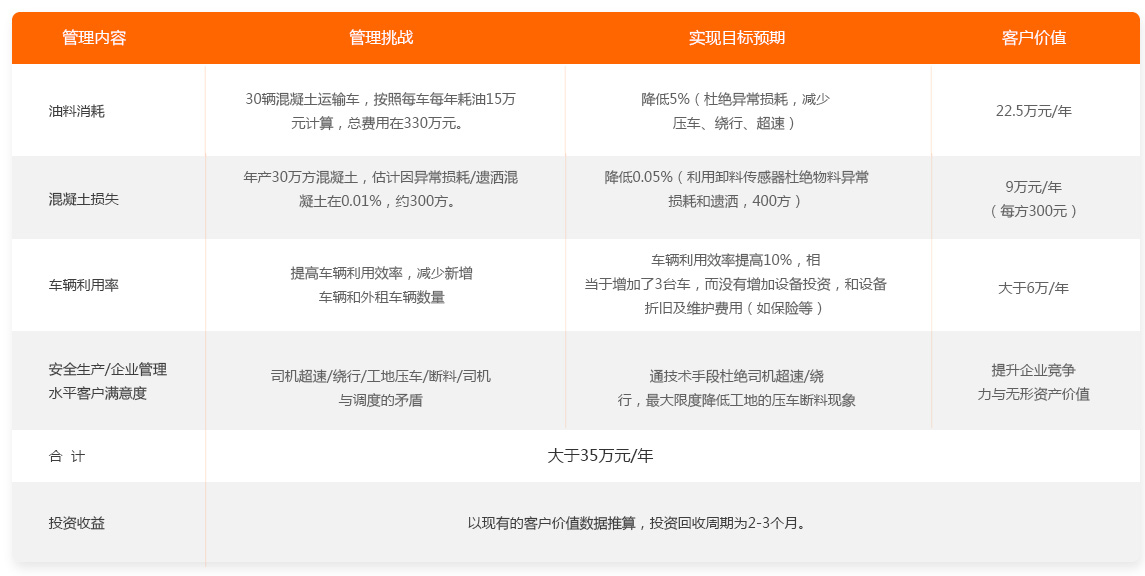 管理内容
管理挑战
实现目标预期
客户价值
油料消耗
30辆混凝土运输车，按照每车每年耗油15万
元计算，总费用在330万元。
降低5%（杜绝异常损耗，减少
压车、绕行、超速）
22.5万元/年
混凝土损失
年产30万方混凝土，估计因异常损耗/遗洒混
凝土在0.01%，约300方。
降低0.05%（利用卸料传感器杜绝物料异常
损耗和遗洒，400方）
9万元/年
（每方300元）
车辆利用率
提高车辆利用效率，减少新增
车辆和外租车辆数量
车辆利用效率提高10%，相
当于增加了3台车，而没有增加设备投资，和设备
折旧及维护费用（如保险等）
大于6万/年
安全生产/企业管理
水平客户满意度
司机超速/绕行/工地压车/断料/司机
与调度的矛盾
通技术手段杜绝司机超速/绕
行，最大限度降低工地的压车断料现象
提升企业竞争
力与无形资产价值
合 计
大于35万元/年
投资收益
以现有的客户价值数据推算，投资回收周期为2-3个月。